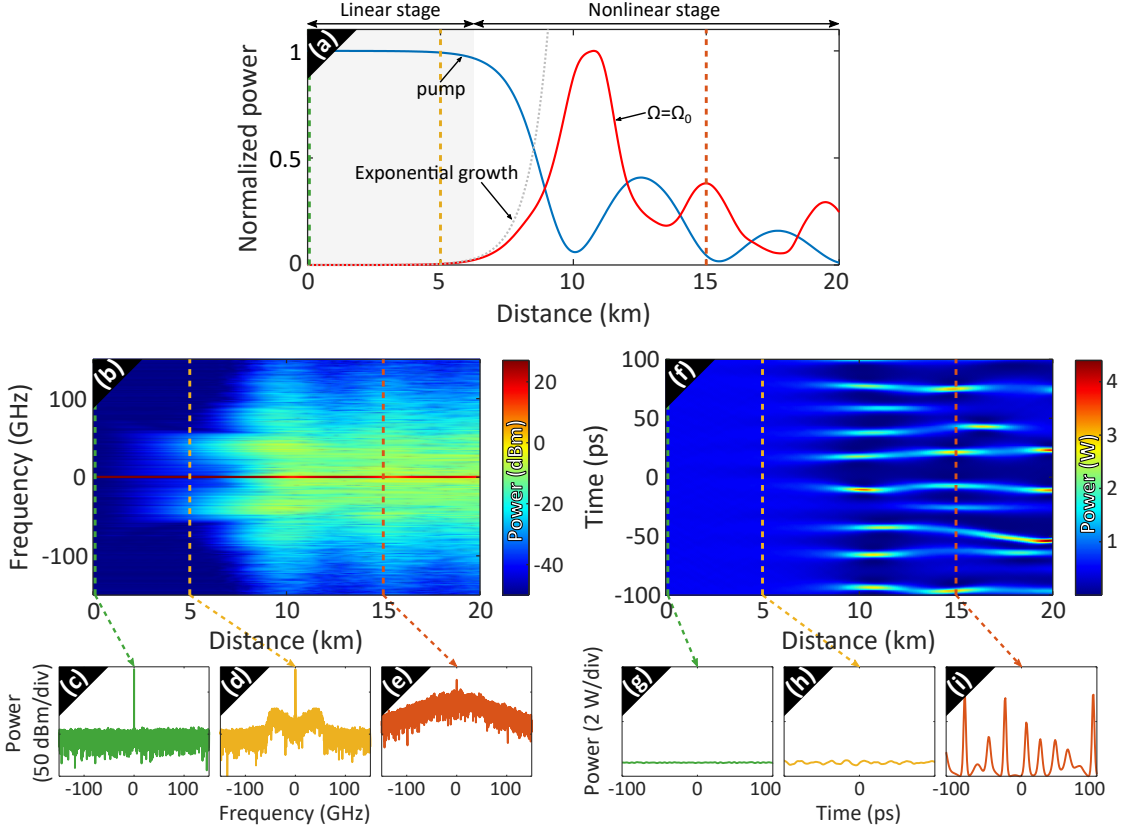 Linear stage
Nonlinear stage
(a)
Normalized power
1
0.5
0
pump
Ω=Ω₀
Exponential growth
0
5
10
15
20
Distance (km)
(b)
Frequency (GHz)
100
0
-100
0
5
10
15
20
Distance (km)
Power (dBm)
20
0
-20
-40
(f)
Time (ps)
100
50
0
-50
-100
0
5
10
15
20
Distance (km)
Power (W)
4
3
2
1
(c)
(d)
(e)
Power
(50 dBm/div)
-100
0
100
-100
0
100
-100
0
100
Frequency (GHz)
(g)
(h)
(i)
Power (2 W/div)
-100
0
100
0
-100
0
100
Time (ps)